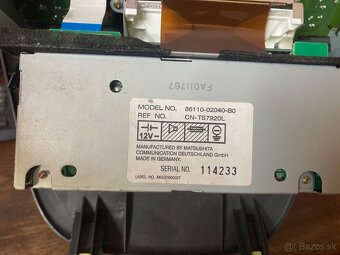 FA011767
MODEL NO. 86110-02040-B0
REF NO. CN-TS7920L
12V
MANUFACTURED BY MATSUSHITA
COMMUNICATION DEUTSCHLAND GmbH
MADE IN GERMANY.
SERIAL NO. 114233
Bazos.sk